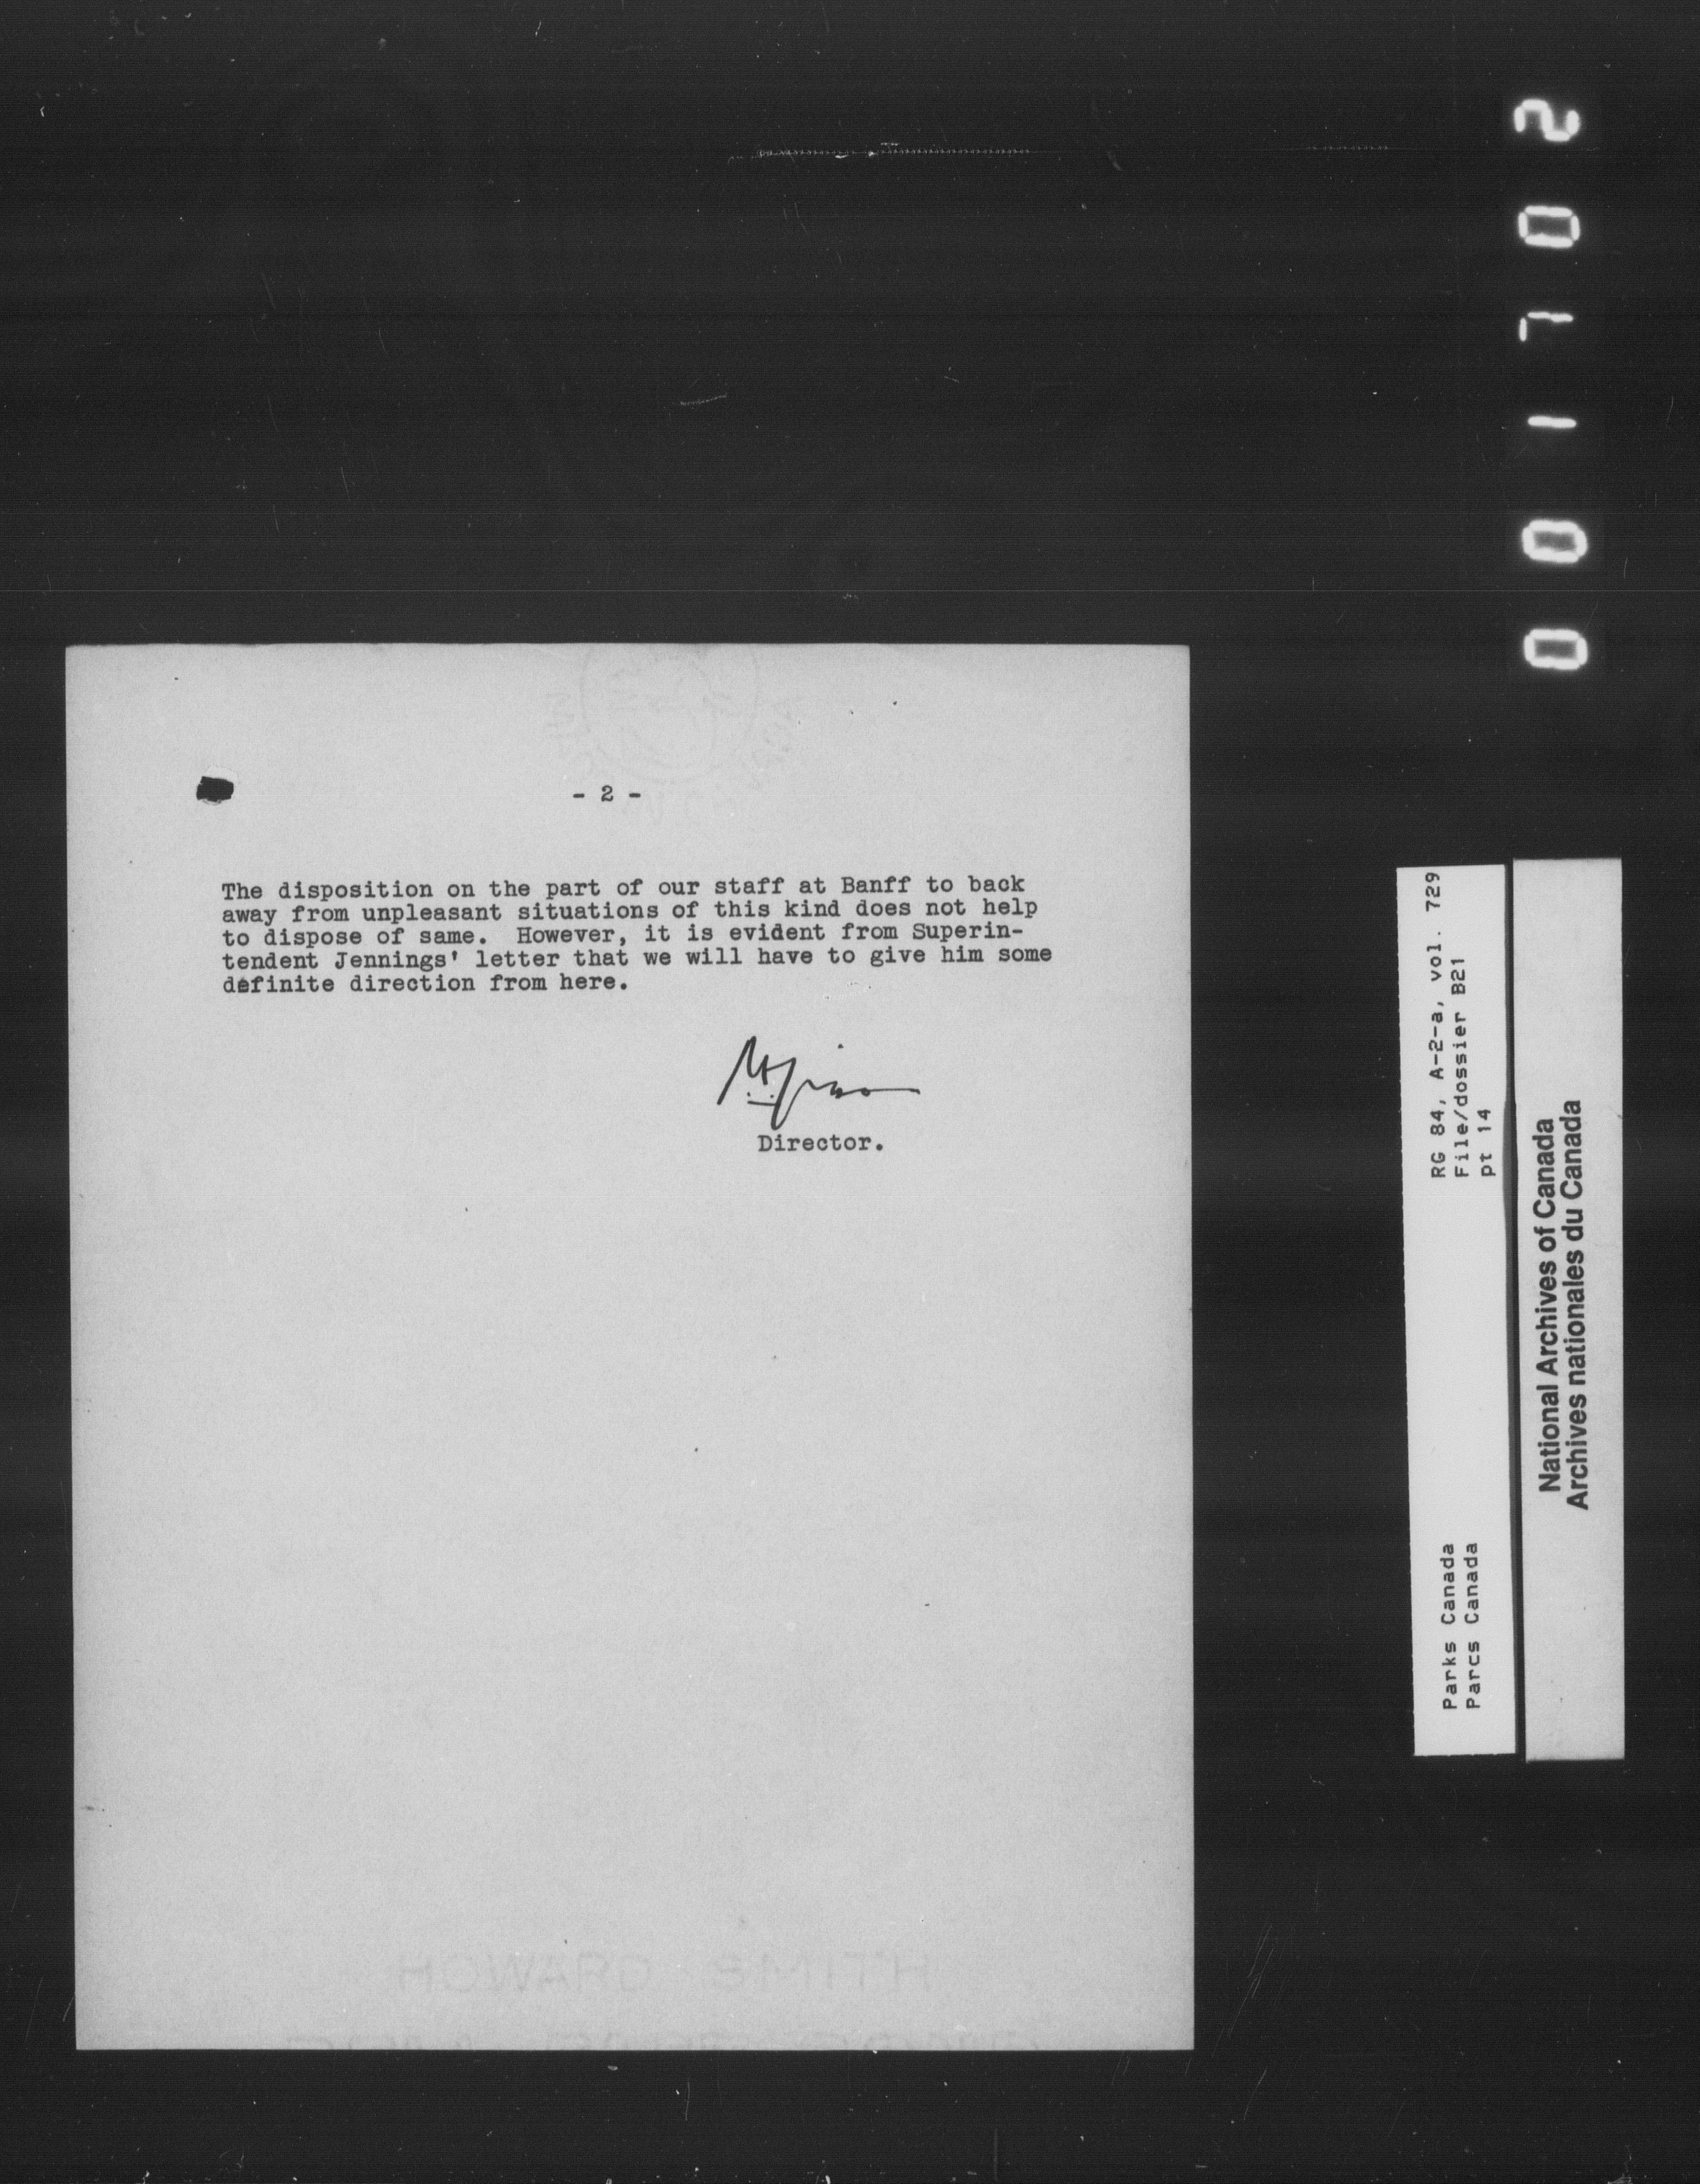 - 2 -
The disposition on the part of our staff at Banff to back
away from unpleasant situations of this kind does not help
to dispose of same. However, it is evident from Superin-
tendent Jennings' letter that we will have to give him some
definite direction from here.
Director.
001702
RG 84, A-2-a, vol. 729
File/dossier B21
pt 14
Parks Canada
Parcs Canada
National Archives of Canada
Archives nationales du Canada
HOWARD SMITH